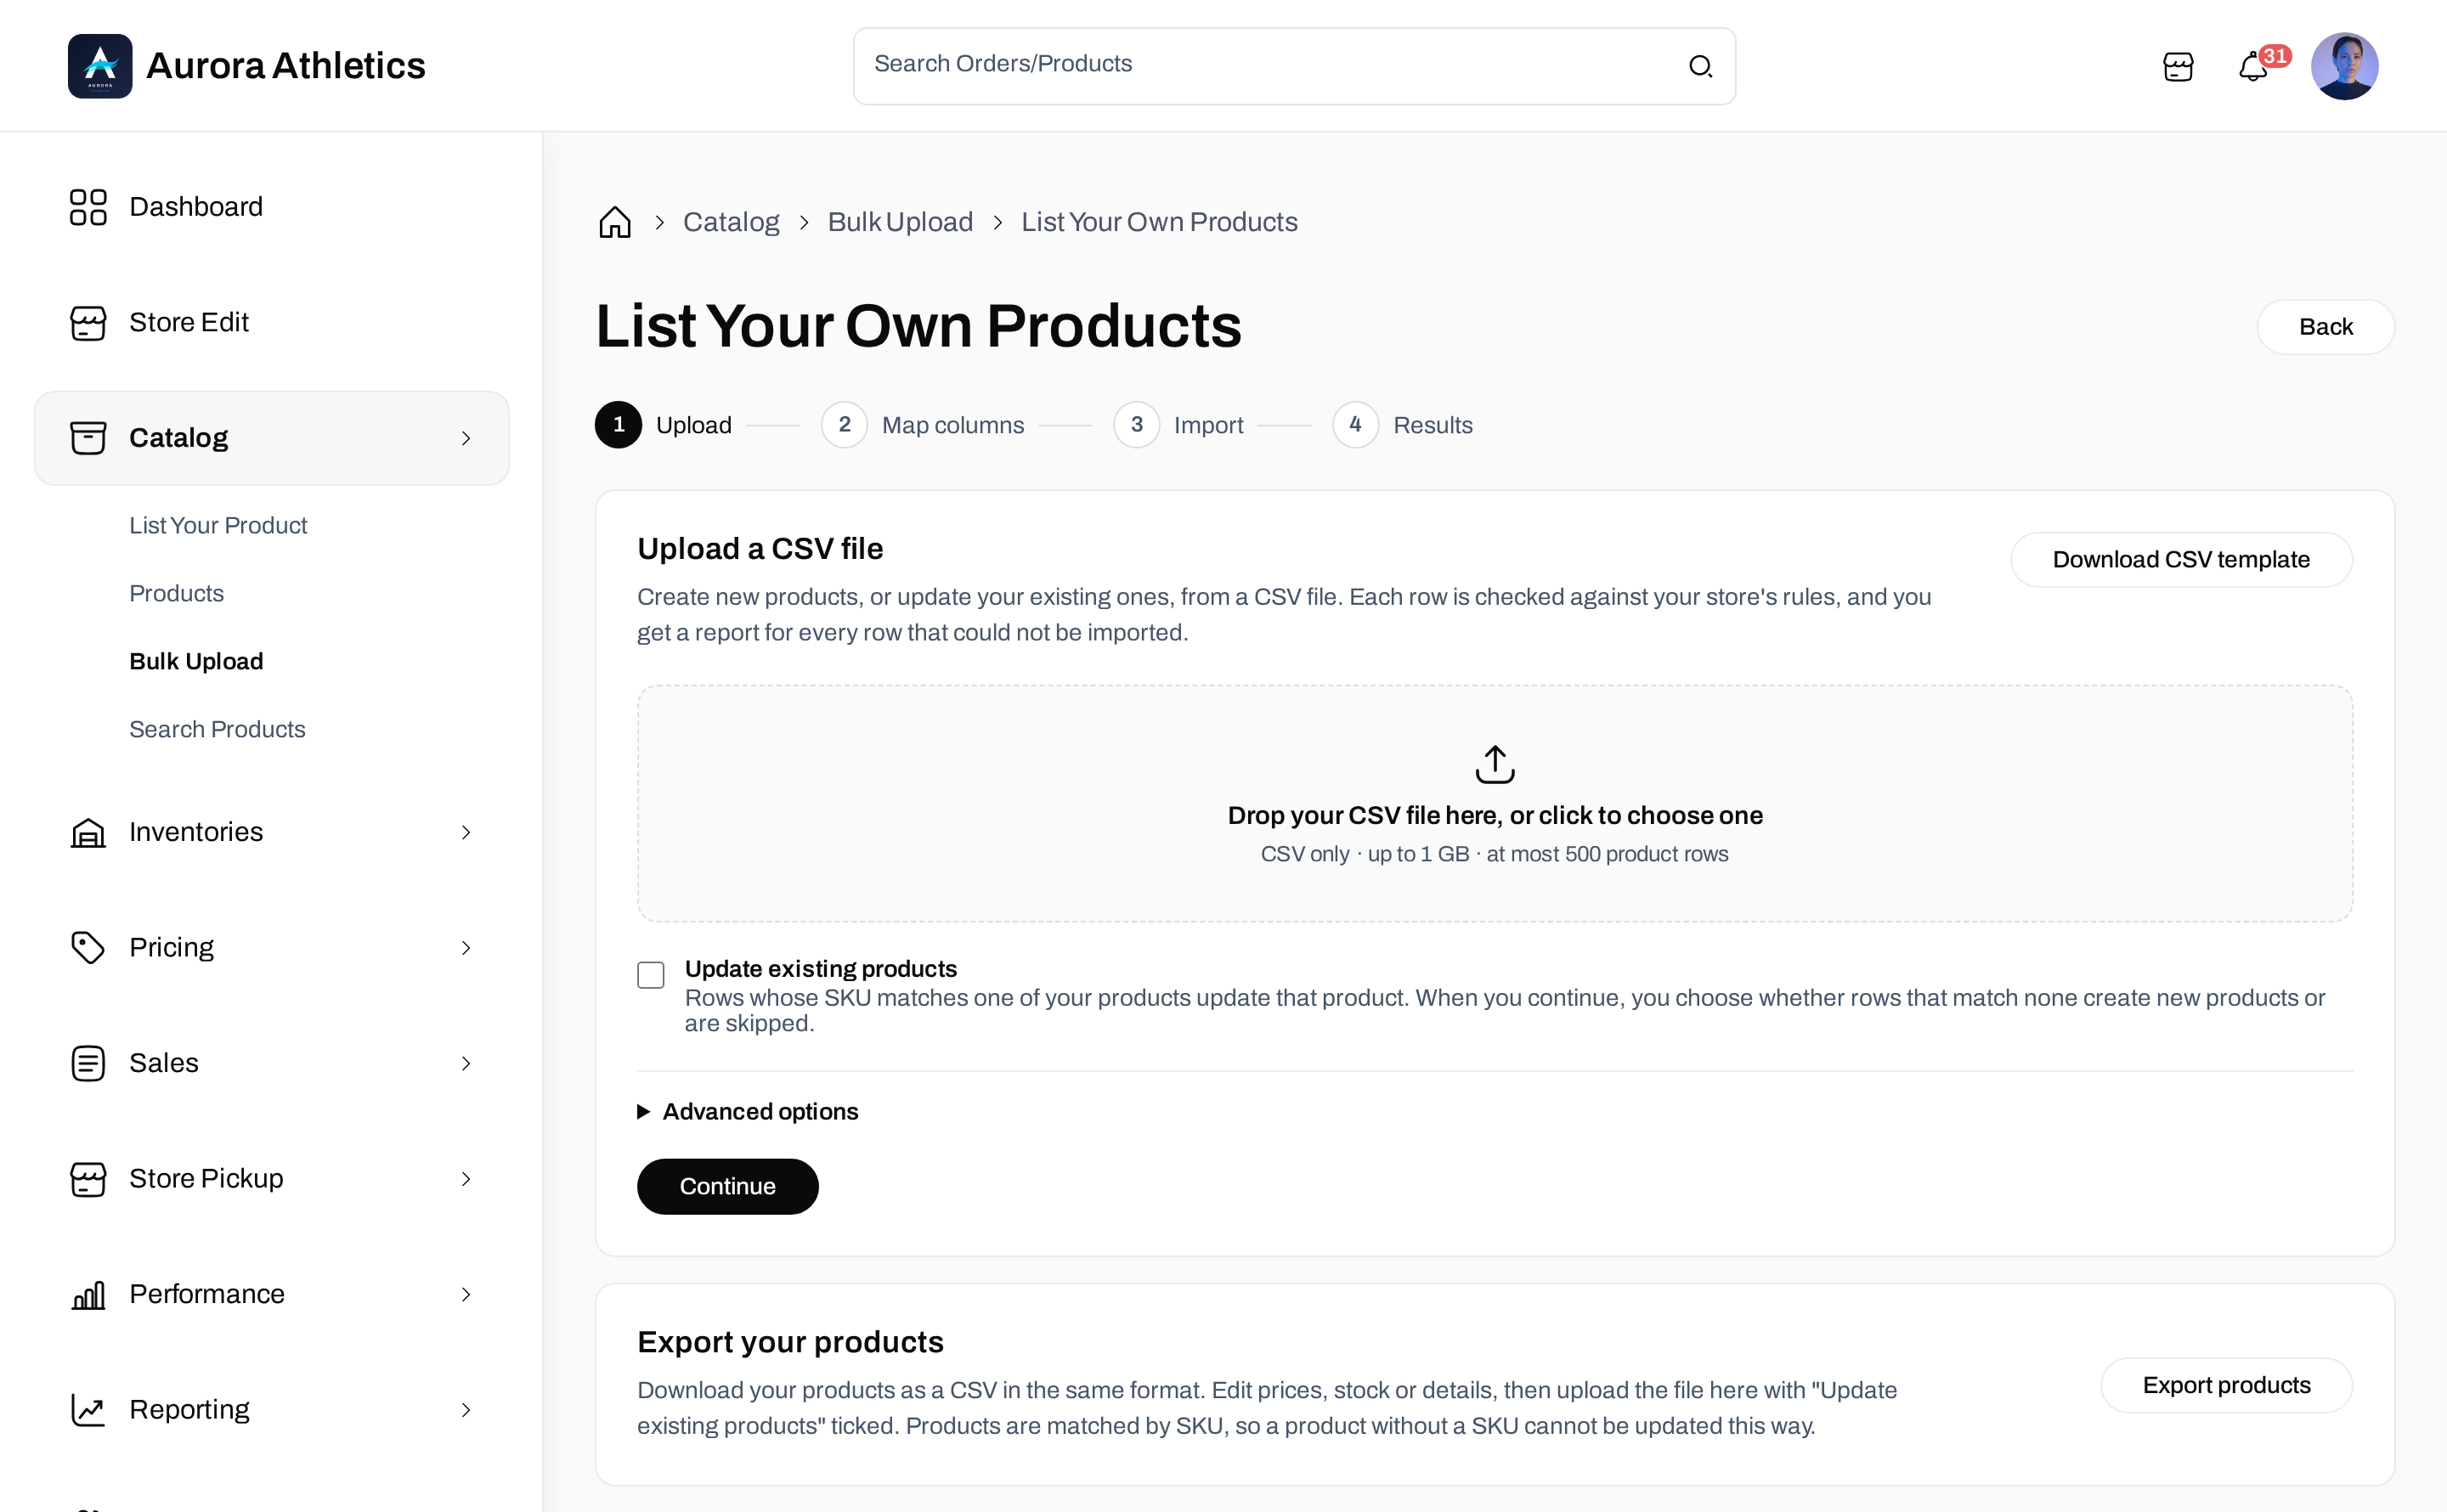 AURORA
Aurora Athletics
Search Orders/Products
31
Dashboard
Store Edit
Catalog
List Your Product
Products
Bulk Upload
Search Products
Inventories
Pricing
Sales
Store Pickup
Performance
Reporting
Catalog
Bulk Upload
List Your Own Products
List Your Own Products
Back
1 Upload
2 Map columns
3 Import
4 Results
Upload a CSV file
Download CSV template
Create new products, or update your existing ones, from a CSV file. Each row is checked against your store's rules, and you
get a report for every row that could not be imported.
Drop your CSV file here, or click to choose one
CSV only · up to 1 GB · at most 500 product rows
Update existing products
Rows whose SKU matches one of your products update that product. When you continue, you choose whether rows that match none create new products or
are skipped.
Advanced options
Continue
Export your products
Download your products as a CSV in the same format. Edit prices, stock or details, then upload the file here with "Update
existing products" ticked. Products are matched by SKU, so a product without a SKU cannot be updated this way.
Export products